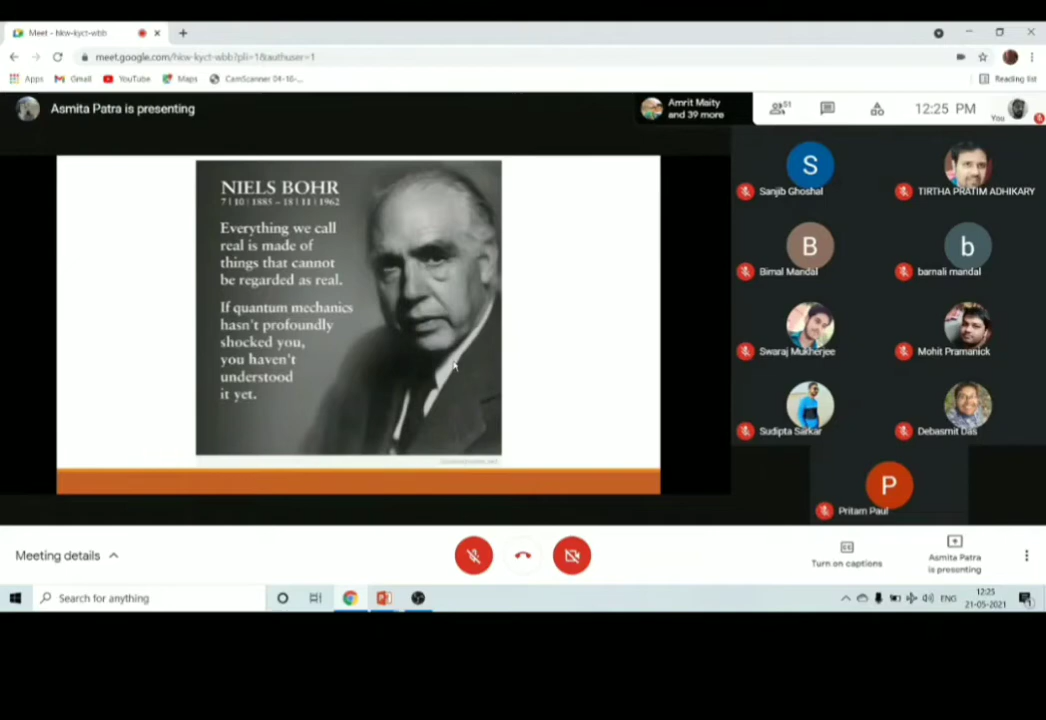 Meet - hkw-kyct-wbb
meet.google.com/hkw-kyct-wbb?pli=1&authuser=1
Apps Gmail YouTube Maps CamScanner 04-10-... Reading list
Asmita Patra is presenting
Amrit Maity
and 39 more
51
12:25 PM
You
NIELS BOHR
7 | 10 | 1885 – 18 | 11 | 1962
Everything we call
real is made of
things that cannot
be regarded as real.
If quantum mechanics
hasn't profoundly
shocked you,
you haven't
understood
it yet.
S
Sanjib Ghoshal
TIRTHA PRATIM ADHIKARY
B
Bimal Mandal
b
barnali mandal
Swaraj Mukherjee
Mohit Pramanick
Sudipta Sarkar
Debasmit Das
P
Pritam Paul
Meeting details
Turn on captions
Asmita Patra
is presenting
Search for anything
ENG
12:25
21-05-2021